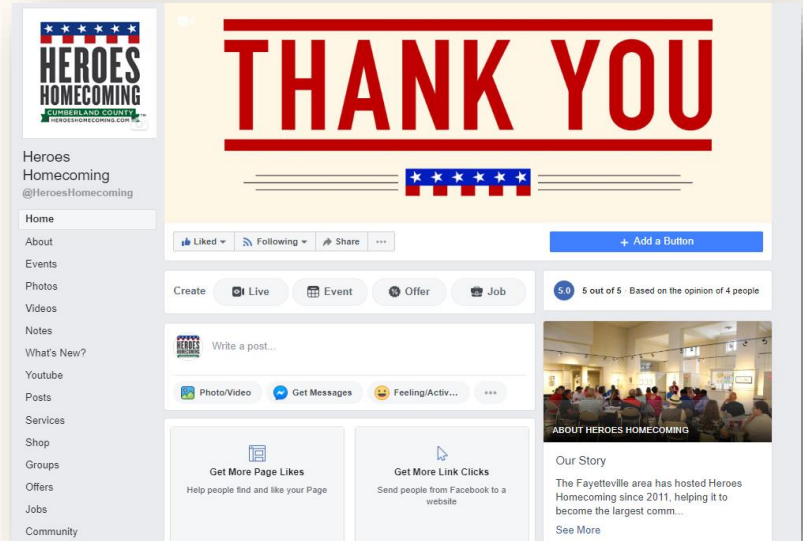 HEROES
HOMECOMING
CUMBERLAND COUNTY
HEROESHOMECOMING.COM
THANK YOU
Heroes
Homecoming
@HeroesHomecoming
Home
About
Events
Photos
Videos
Notes
What's New?
Youtube
Posts
Services
Shop
Groups
Offers
Jobs
Community
Liked
Following
Share
+ Add a Button
Create
Live
Event
Offer
Job
5.0
5 out of 5 · Based on the opinion of 4 people
HEROES
HOMECOMING
Write a post...
Photo/Video
Get Messages
Feeling/Activ...
Get More Page Likes
Help people find and like your Page
Get More Link Clicks
Send people from Facebook to a
website
ABOUT HEROES HOMECOMING
Our Story
The Fayetteville area has hosted Heroes
Homecoming since 2011, helping it to
become the largest comm...
See More